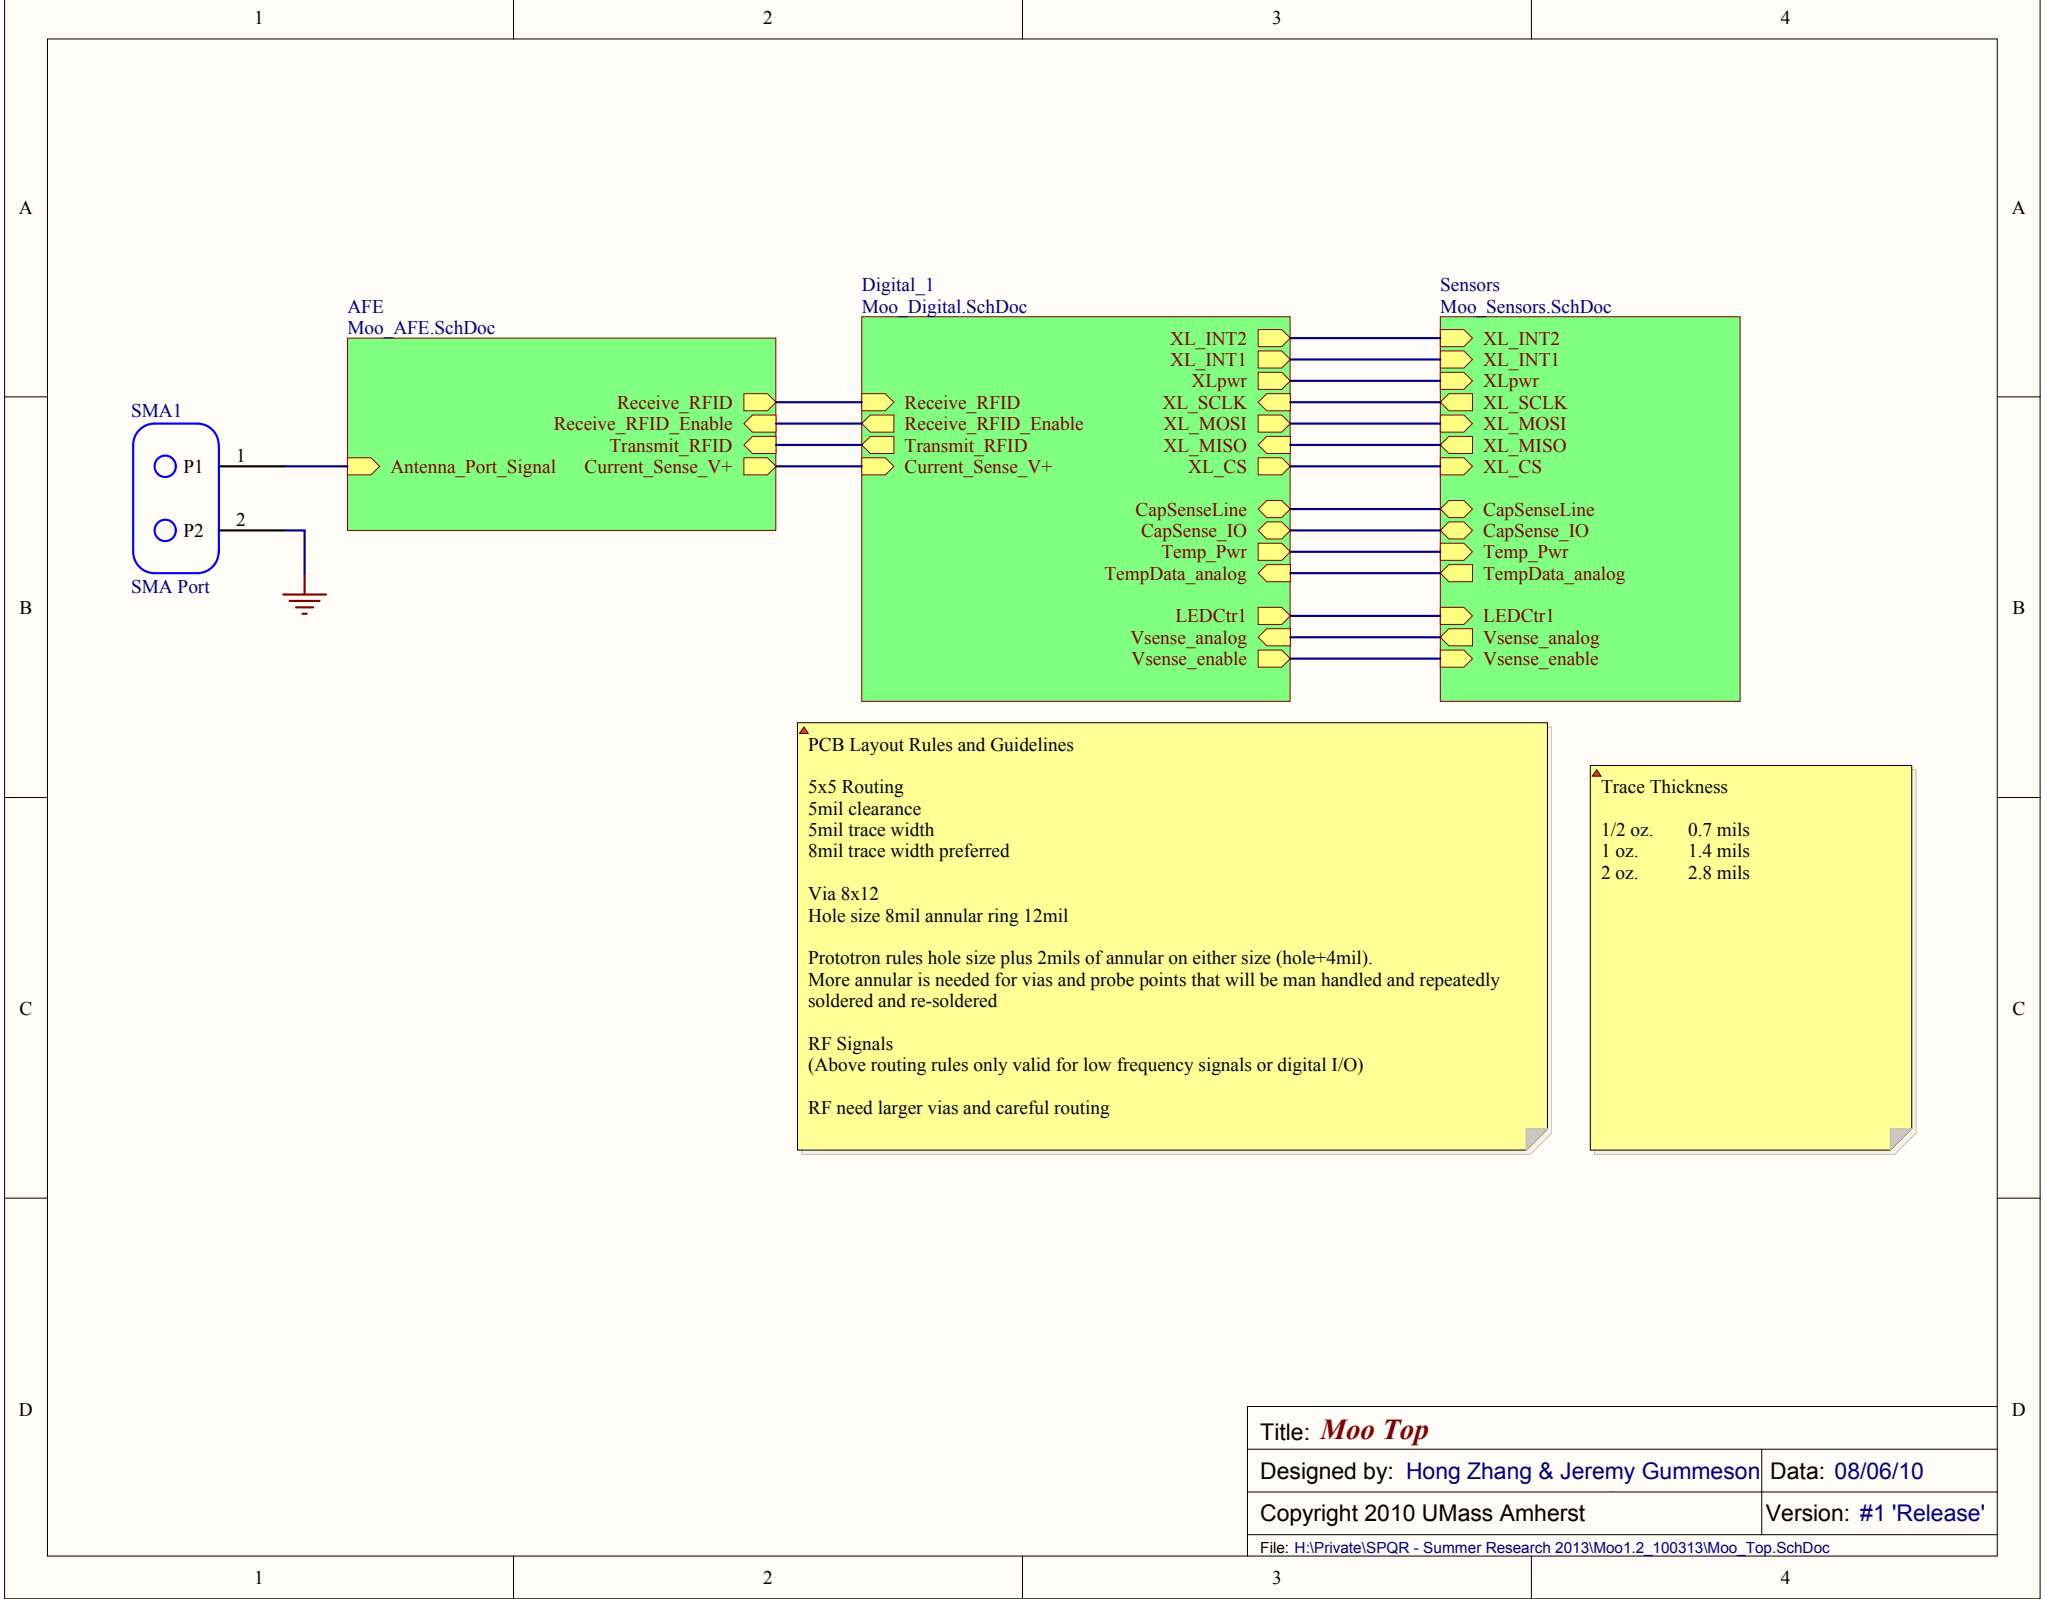 1 2 3 4
A A
B B
C C
D D
SMA1
P1 1
P2 2
SMA Port
AFE
Moo_AFE.SchDoc
Receive_RFID
Receive_RFID_Enable
Transmit_RFID
Antenna_Port_Signal Current_Sense_V+
Digital_1
Moo_Digital.SchDoc
Receive_RFID
Receive_RFID_Enable
Transmit_RFID
Current_Sense_V+
XL_INT2
XL_INT1
XLpwr
XL_SCLK
XL_MOSI
XL_MISO
XL_CS
CapSenseLine
CapSense_IO
Temp_Pwr
TempData_analog
LEDCtr1
Vsense_analog
Vsense_enable
Sensors
Moo_Sensors.SchDoc
XL_INT2
XL_INT1
XLpwr
XL_SCLK
XL_MOSI
XL_MISO
XL_CS
CapSenseLine
CapSense_IO
Temp_Pwr
TempData_analog
LEDCtr1
Vsense_analog
Vsense_enable
PCB Layout Rules and Guidelines
5x5 Routing
5mil clearance
5mil trace width
8mil trace width preferred
Via 8x12
Hole size 8mil annular ring 12mil
Prototron rules hole size plus 2mils of annular on either size (hole+4mil).
More annular is needed for vias and probe points that will be man handled and repeatedly
soldered and re-soldered
RF Signals
(Above routing rules only valid for low frequency signals or digital I/O)
RF need larger vias and careful routing
Trace Thickness
1/2 oz. 0.7 mils
1 oz. 1.4 mils
2 oz. 2.8 mils
Title: Moo Top
Designed by: Hong Zhang & Jeremy Gummeson Data: 08/06/10
Copyright 2010 UMass Amherst Version: #1 'Release'
File: H:\Private\SPQR - Summer Research 2013\Moo1.2_100313\Moo_Top.SchDoc
1 2 3 4